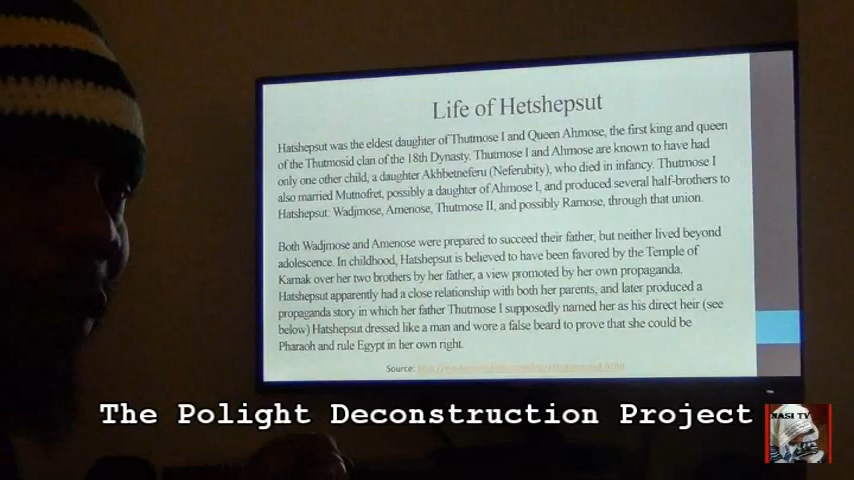 Life of Hetshepsut
Hatshepsut was the eldest daughter of Thutmose I and Queen Ahmose, the first king and queen
of the Thutmosid clan of the 18th Dynasty. Thutmose I and Ahmose are known to have had
only one other child, a daughter Akhbetneferu (Neferubity), who died in infancy. Thutmose I
also married Mutnofret, possibly a daughter of Ahmose I, and produced several half-brothers to
Hatshepsut: Wadjmose, Amenose, Thutmose II, and possibly Ramose, through that union.
Both Wadjmose and Amenose were prepared to succeed their father, but neither lived beyond
adolescence. In childhood, Hatshepsut is believed to have been favored by the Temple of
Karnak over her two brothers by her father, a view promoted by her own propaganda.
Hatshepsut apparently had a close relationship with both her parents, and later produced a
propaganda story in which her father Thutmose I supposedly named her as his direct heir (see
below) Hatshepsut dressed like a man and wore a false beard to prove that she could be
Pharaoh and rule Egypt in her own right.
Source:
The Polight Deconstruction Project
NASI TV